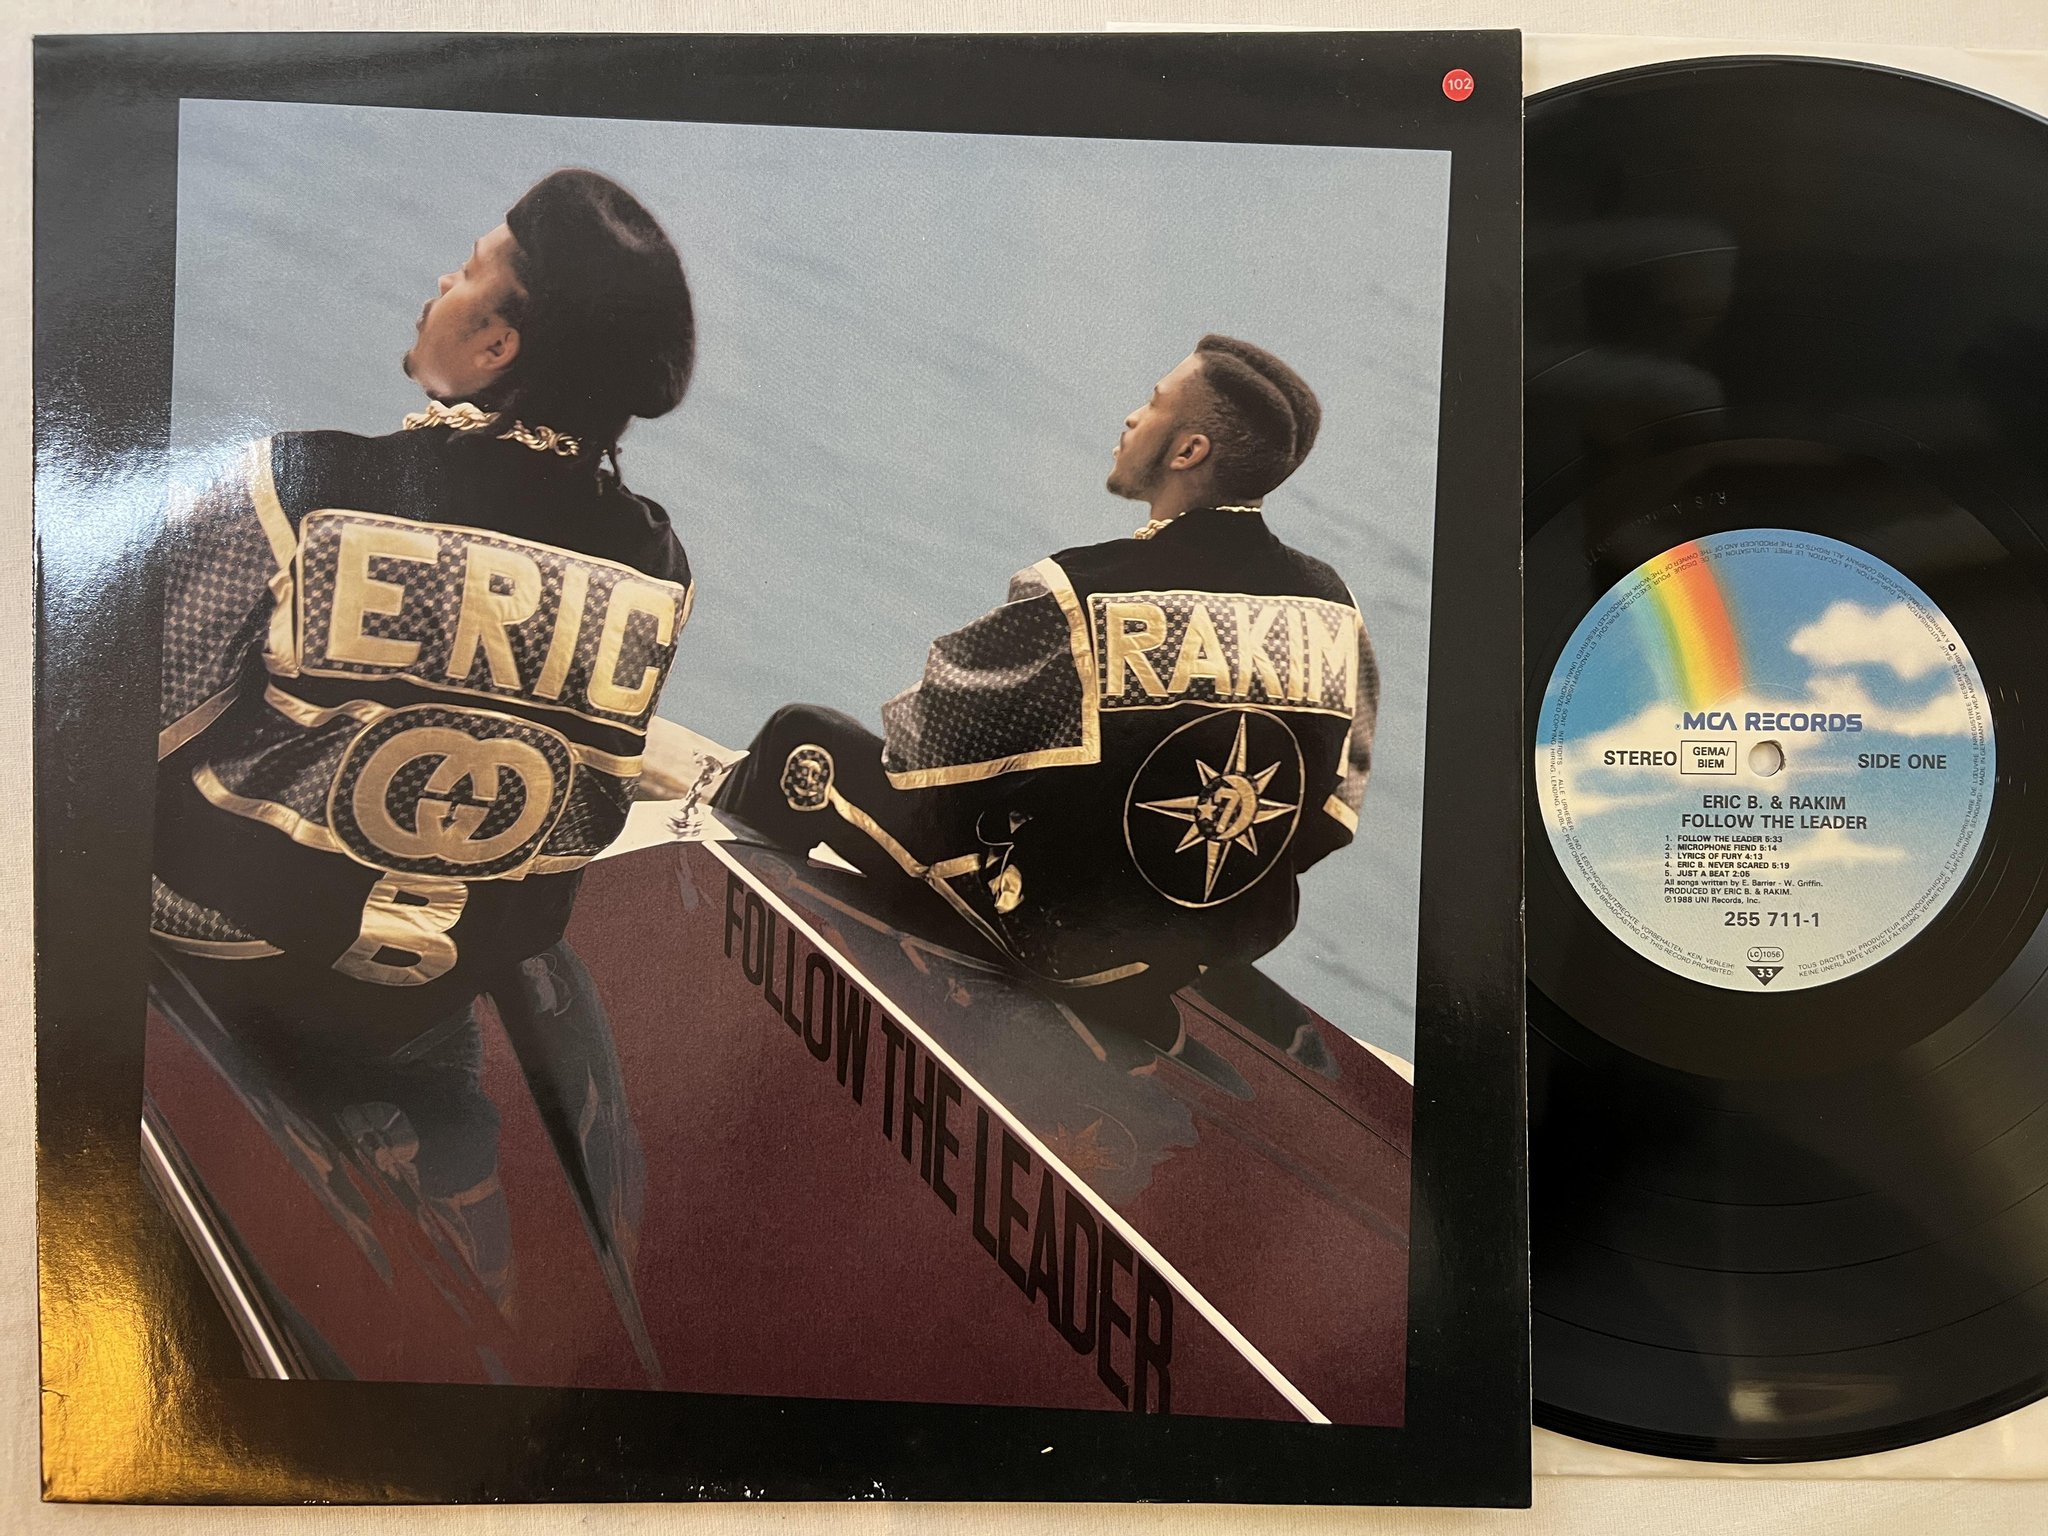 102
ERIC
B
RAKIM
7
FOLLOW THE LEADER
MCA RECORDS
STEREO
GEMA/
BIEM
SIDE ONE
ERIC B. & RAKIM
FOLLOW THE LEADER
1. FOLLOW THE LEADER 5:33
2. MICROPHONE FIEND 5:14
3. LYRICS OF FURY 4:13
4. ERIC B. NEVER SCARED 5:19
5. JUST A BEAT 2:05
All songs written by E. Barrier - W. Griffin.
PRODUCED BY ERIC B. & RAKIM.
℗1988 UNI Records, Inc.
255 711-1
LC 1056
33